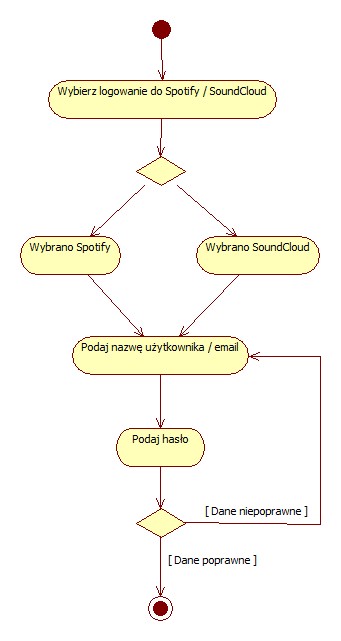 Wybierz logowanie do Spotify / SoundCloud
Wybrano Spotify
Wybrano SoundCloud
Podaj nazwę użytkownika / email
Podaj hasło
[ Dane niepoprawne ]
[ Dane poprawne ]